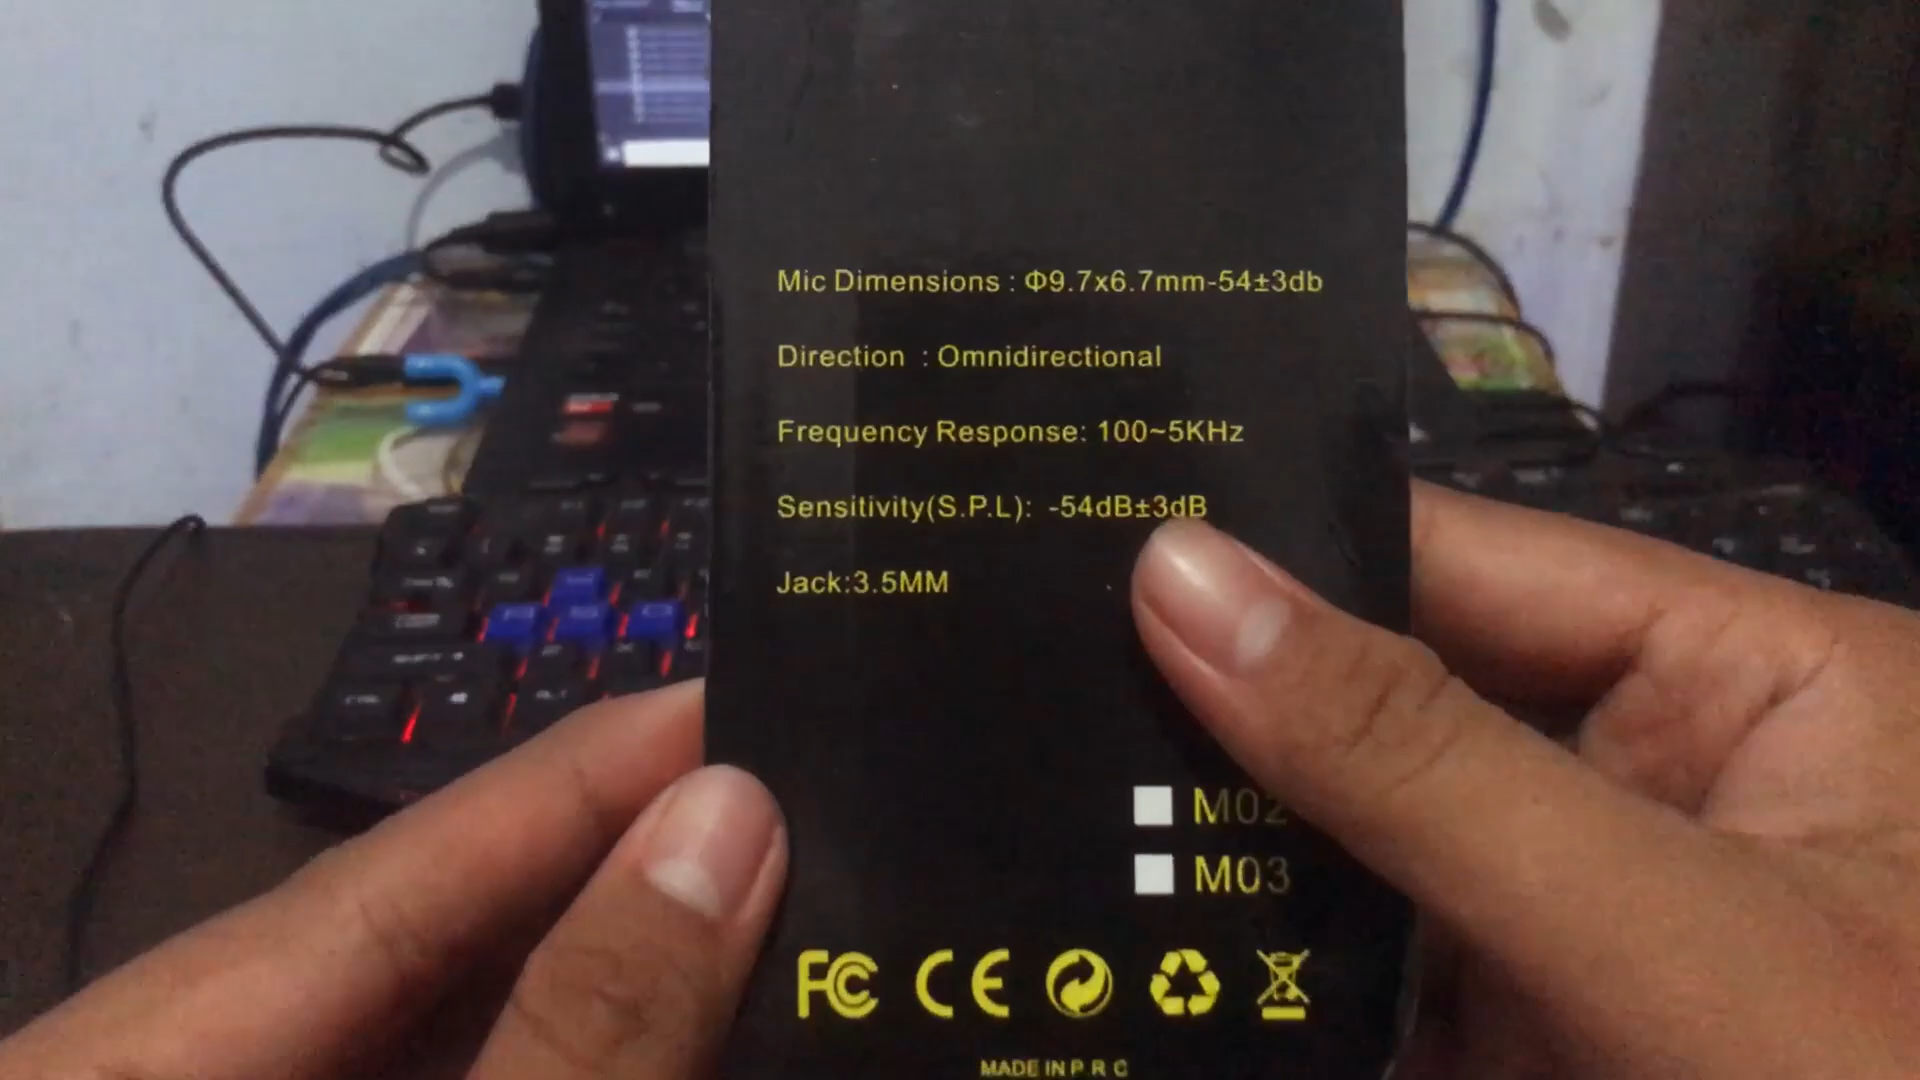 Mic Dimensions : Φ9.7x6.7mm-54±3db
Direction : Omnidirectional
Frequency Response: 100~5KHz
Sensitivity(S.P.L): -54dB±3dB
Jack:3.5MM
M02
M03
FC CE
MADE IN P R C